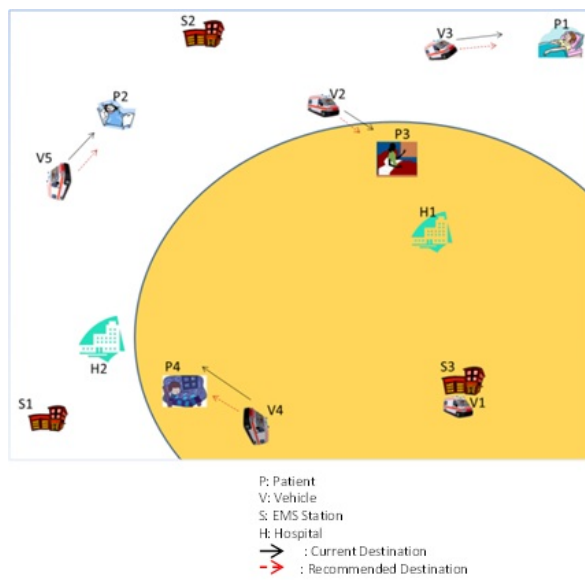 S2
V3
P1
P2
V2
P3
V5
H1
H2
P4
S3
S1
V4
V1
P: Patient
V: Vehicle
S: EMS Station
H: Hospital
: Current Destination
: Recommended Destination